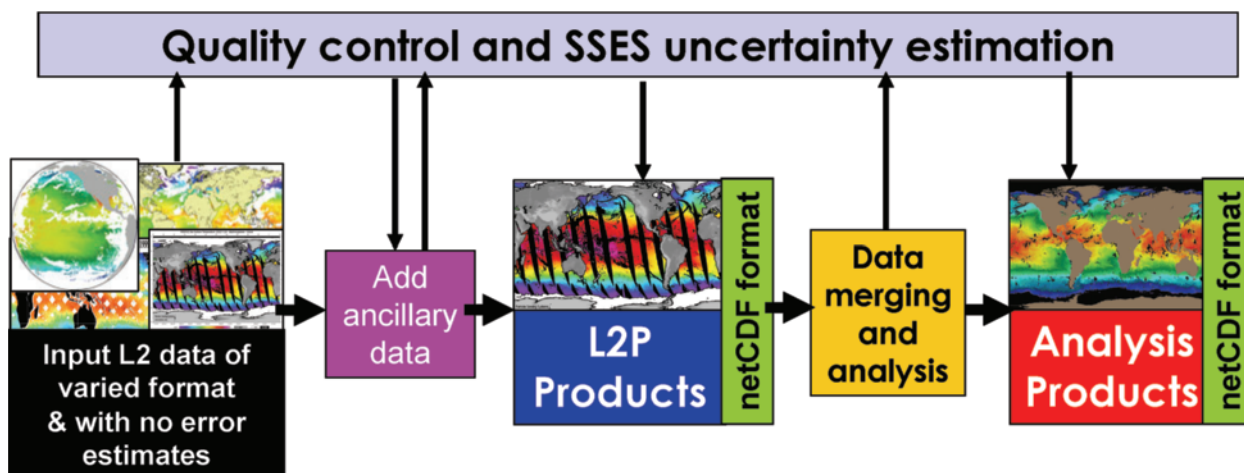 Quality control and SSES uncertainty estimation
Input L2 data of
varied format
& with no error
estimates
Add
ancillary
data
L2P
Products
netCDF format
Data
merging
and
analysis
Analysis
Products
netCDF format